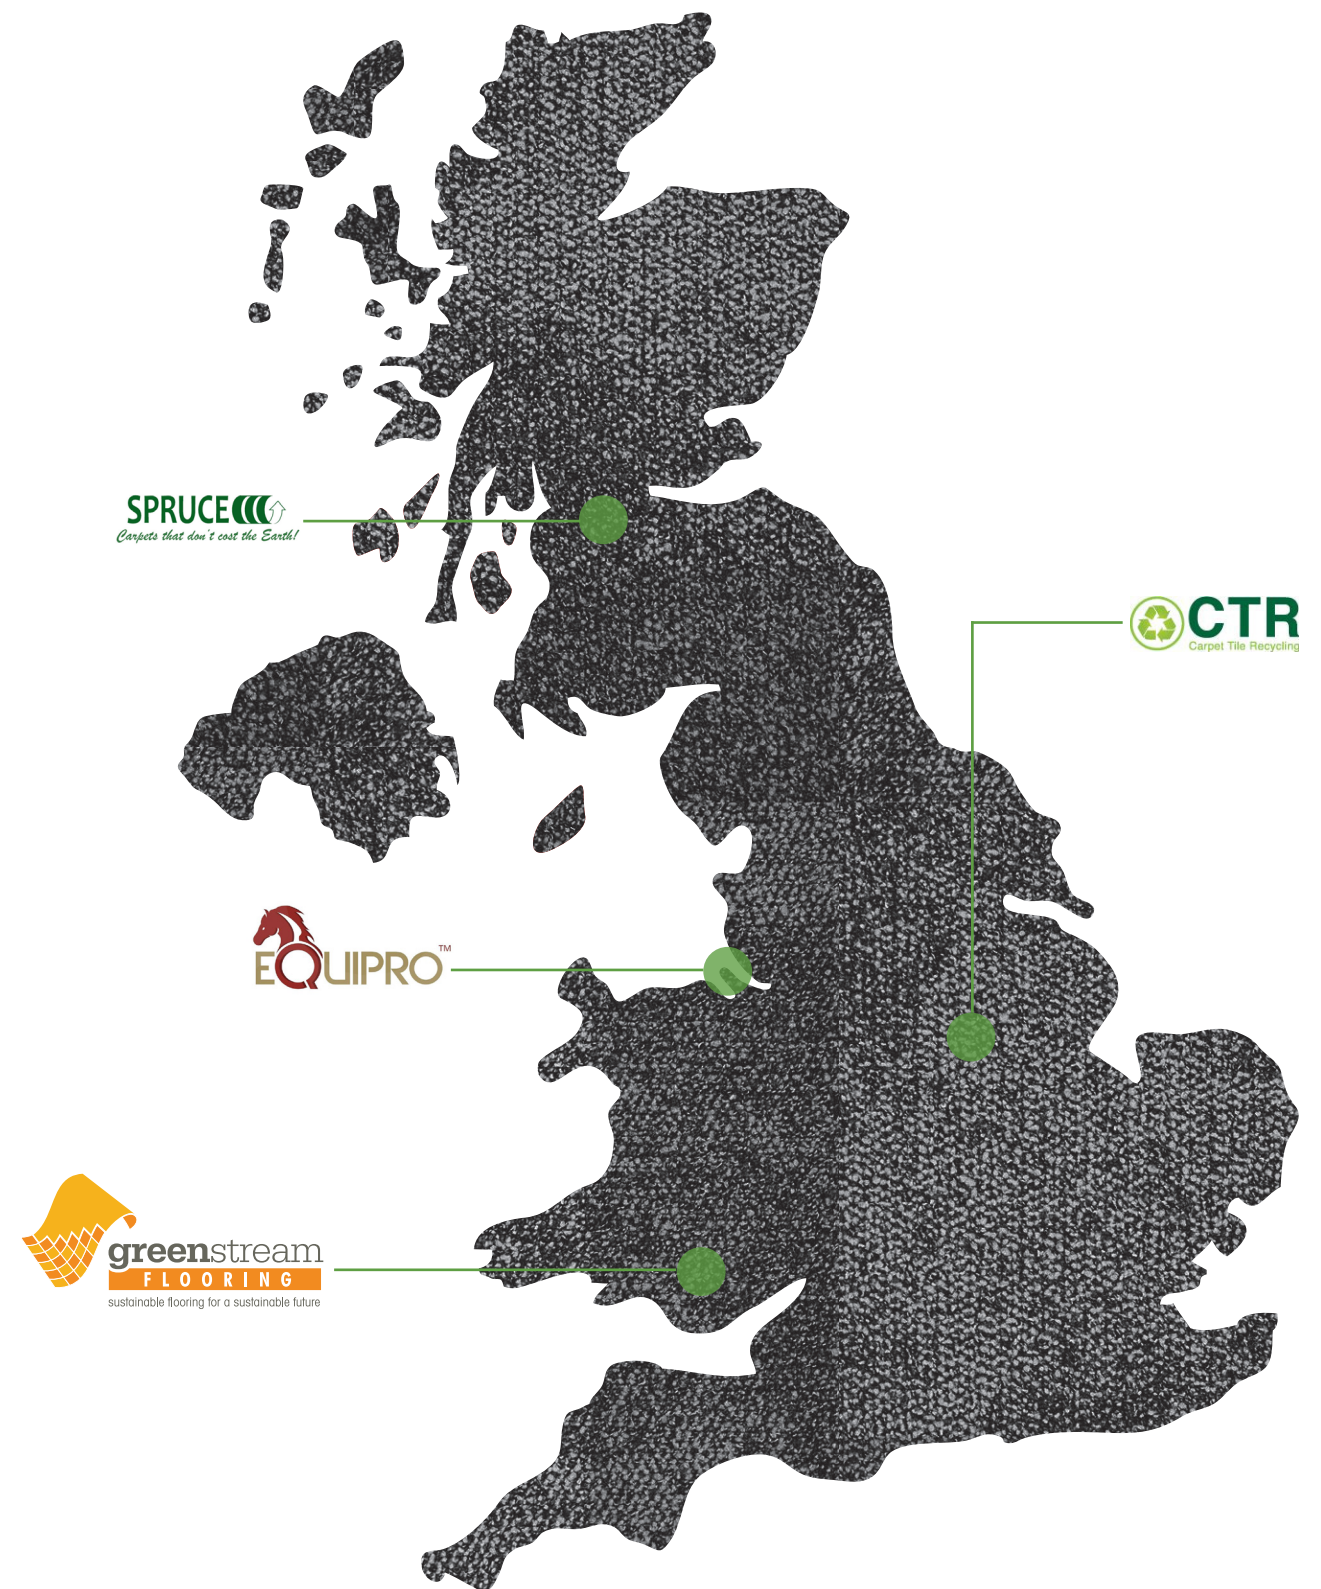 SPRUCE
Carpets that don't cost the Earth!
CTR
Carpet Tile Recycling
EQUIPRO™
greenstream
FLOORING
sustainable flooring for a sustainable future